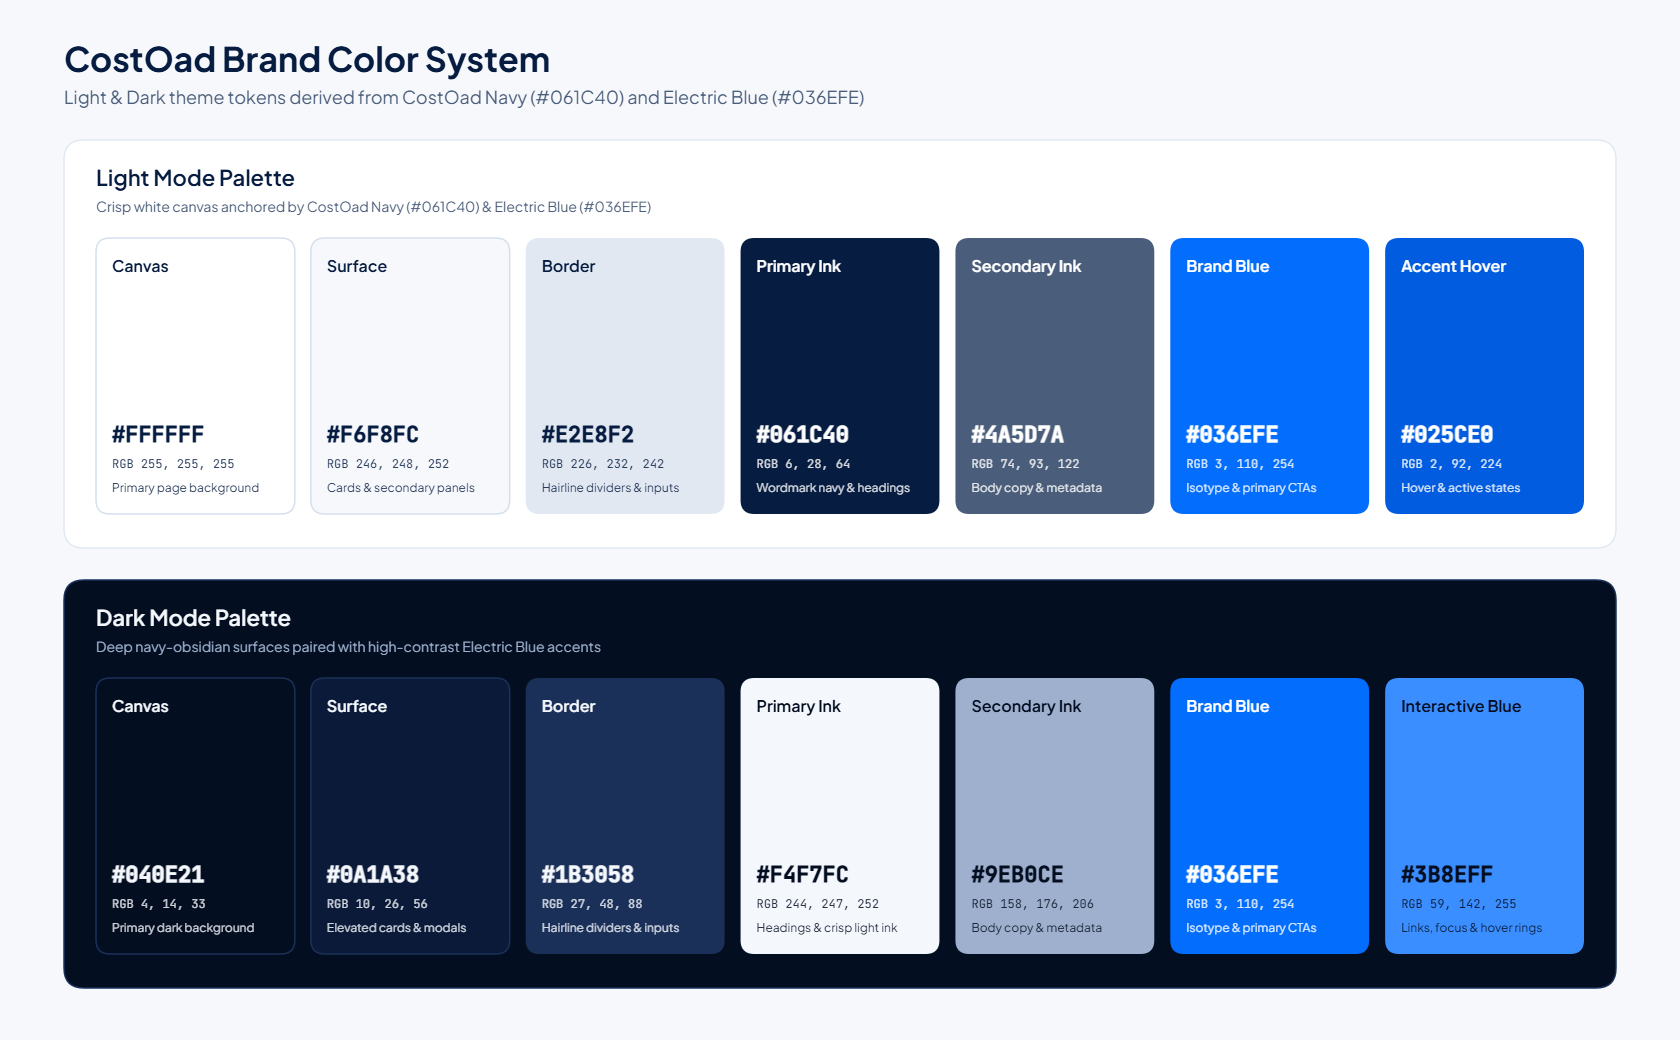 CostOad Brand Color System
Light & Dark theme tokens derived from CostOad Navy (#061C40) and Electric Blue (#036EFE)
Light Mode Palette
Crisp white canvas anchored by CostOad Navy (#061C40) & Electric Blue (#036EFE)
Canvas
#FFFFFF
RGB 255, 255, 255
Primary page background
Surface
#F6F8FC
RGB 246, 248, 252
Cards & secondary panels
Border
#E2E8F2
RGB 226, 232, 242
Hairline dividers & inputs
Primary Ink
#061C40
RGB 6, 28, 64
Wordmark navy & headings
Secondary Ink
#4A5D7A
RGB 74, 93, 122
Body copy & metadata
Brand Blue
#036EFE
RGB 3, 110, 254
Isotype & primary CTAs
Accent Hover
#025CE0
RGB 2, 92, 224
Hover & active states
Dark Mode Palette
Deep navy-obsidian surfaces paired with high-contrast Electric Blue accents
Canvas
#040E21
RGB 4, 14, 33
Primary dark background
Surface
#0A1A38
RGB 10, 26, 56
Elevated cards & modals
Border
#1B3058
RGB 27, 48, 88
Hairline dividers & inputs
Primary Ink
#F4F7FC
RGB 244, 247, 252
Headings & crisp light ink
Secondary Ink
#9EB0CE
RGB 158, 176, 206
Body copy & metadata
Brand Blue
#036EFE
RGB 3, 110, 254
Isotype & primary CTAs
Interactive Blue
#3B8EFF
RGB 59, 142, 255
Links, focus & hover rings